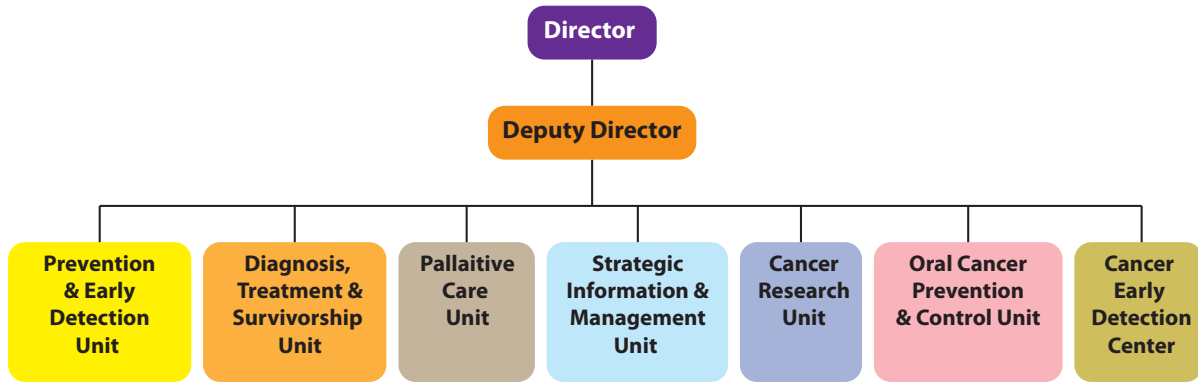 Director
Deputy Director
Prevention
& Early
Detection
Unit
Diagnosis,
Treatment &
Survivorship
Unit
Pallaitive
Care
Unit
Strategic
Information &
Management
Unit
Cancer
Research
Unit
Oral Cancer
Prevention
& Control Unit
Cancer
Early
Detection
Center